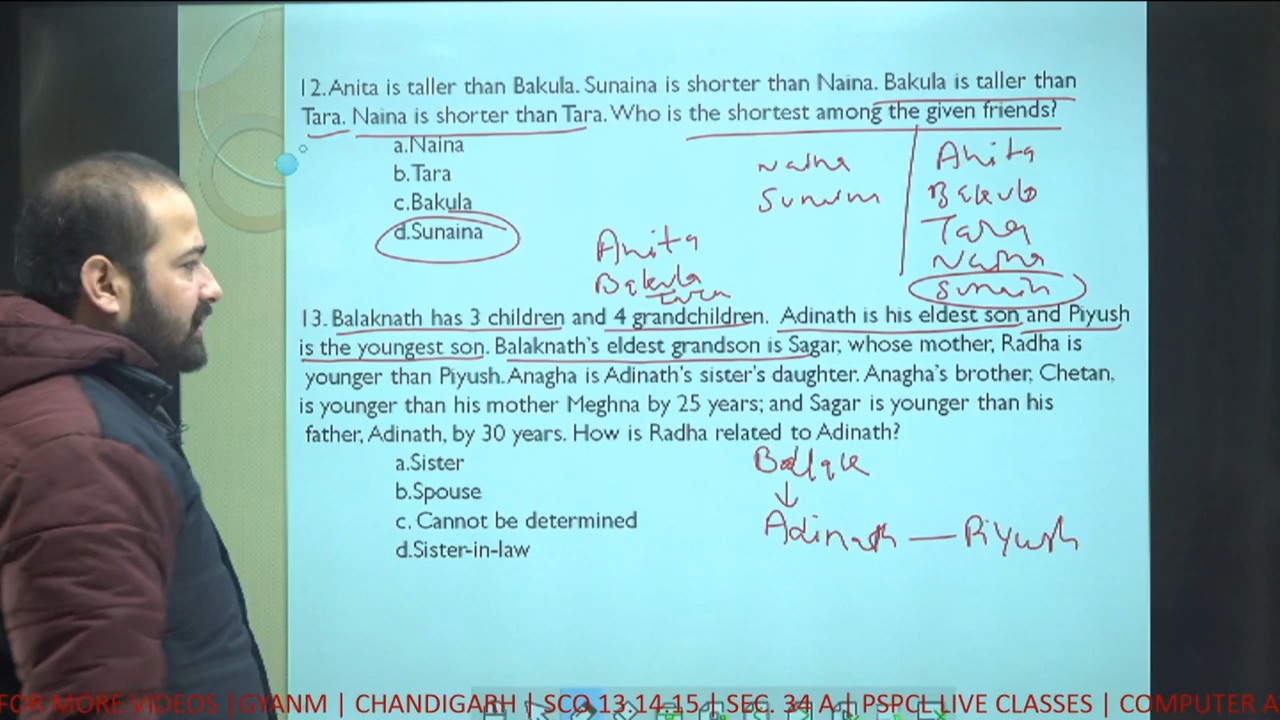 12.Anita is taller than Bakula. Sunaina is shorter than Naina. Bakula is taller than
Tara. Naina is shorter than Tara. Who is the shortest among the given friends?
a.Naina
b.Tara
c.Bakula
d.Sunaina
Naina
Anita
Bakula
Tara
Anita
Bakula
Tara
Naina
13. Balaknath has 3 children and 4 grandchildren. Adinath is his eldest son and Piyush
is the youngest son. Balaknath's eldest grandson is Sagar, whose mother, Radha is
younger than Piyush. Anagha is Adinath's sister's daughter. Anagha's brother, Chetan,
is younger than his mother Meghna by 25 years; and Sagar is younger than his
father, Adinath, by 30 years. How is Radha related to Adinath?
a.Sister
b.Spouse
c. Cannot be determined
d.Sister-in-law
Adinath — Piyush
FOR MORE VIDEOS | GYANM | CHANDIGARH | SCO 13-14-15 | SEC. 34 A | PSPCL LIVE CLASSES | COMPUTER A